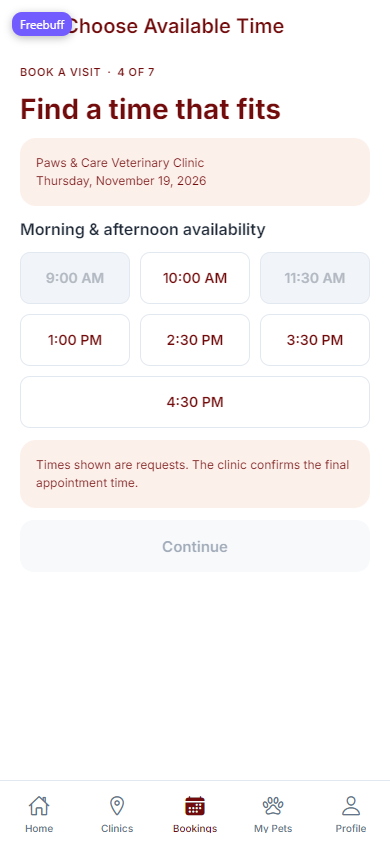 Freebuff
Choose Available Time
BOOK A VISIT · 4 OF 7
Find a time that fits
Paws & Care Veterinary Clinic
Thursday, November 19, 2026
Morning & afternoon availability
9:00 AM
10:00 AM
11:30 AM
1:00 PM
2:30 PM
3:30 PM
4:30 PM
Times shown are requests. The clinic confirms the final
appointment time.
Continue
Home
Clinics
Bookings
My Pets
Profile